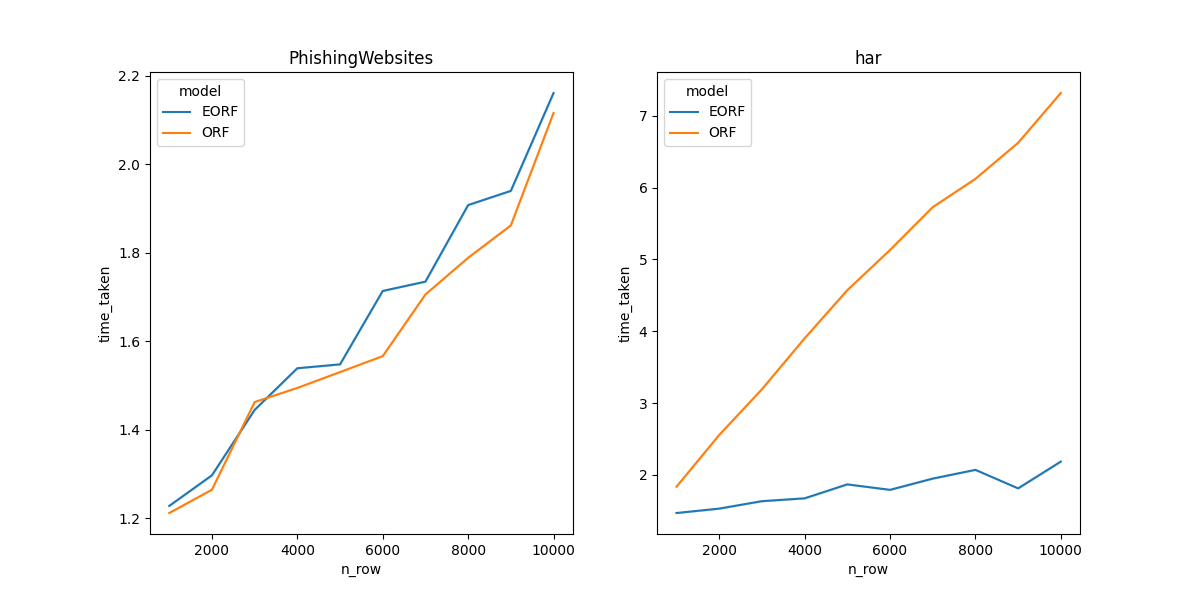 PhishingWebsites
model
EORF
ORF
2.2
2.0
1.8
1.6
1.4
1.2
time_taken
2000 4000 6000 8000 10000
n_row
har
model
EORF
ORF
7
6
5
4
3
2
time_taken
2000 4000 6000 8000 10000
n_row